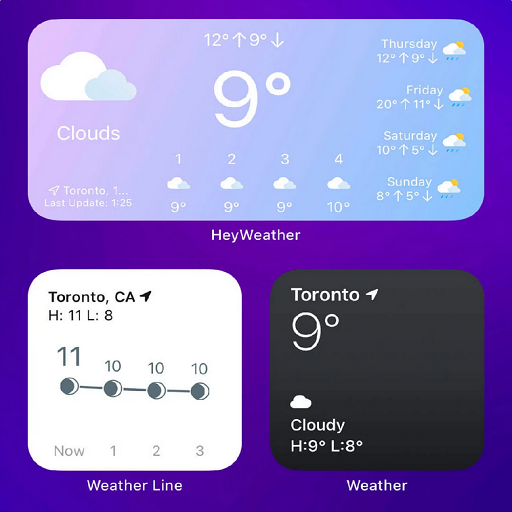 12°↑9°↓
9°
Clouds
Toronto, 1...
Last Update: 1:25
1 2 3 4
9° 9° 9° 10°
Thursday
12°↑9°↓
Friday
20°↑11°↓
Saturday
10°↑5°↓
Sunday
8°↑5°↓
HeyWeather
Toronto, CA
H: 11 L: 8
11 10 10 10
Now 1 2 3
Weather Line
Toronto
9°
Cloudy
H:9° L:8°
Weather